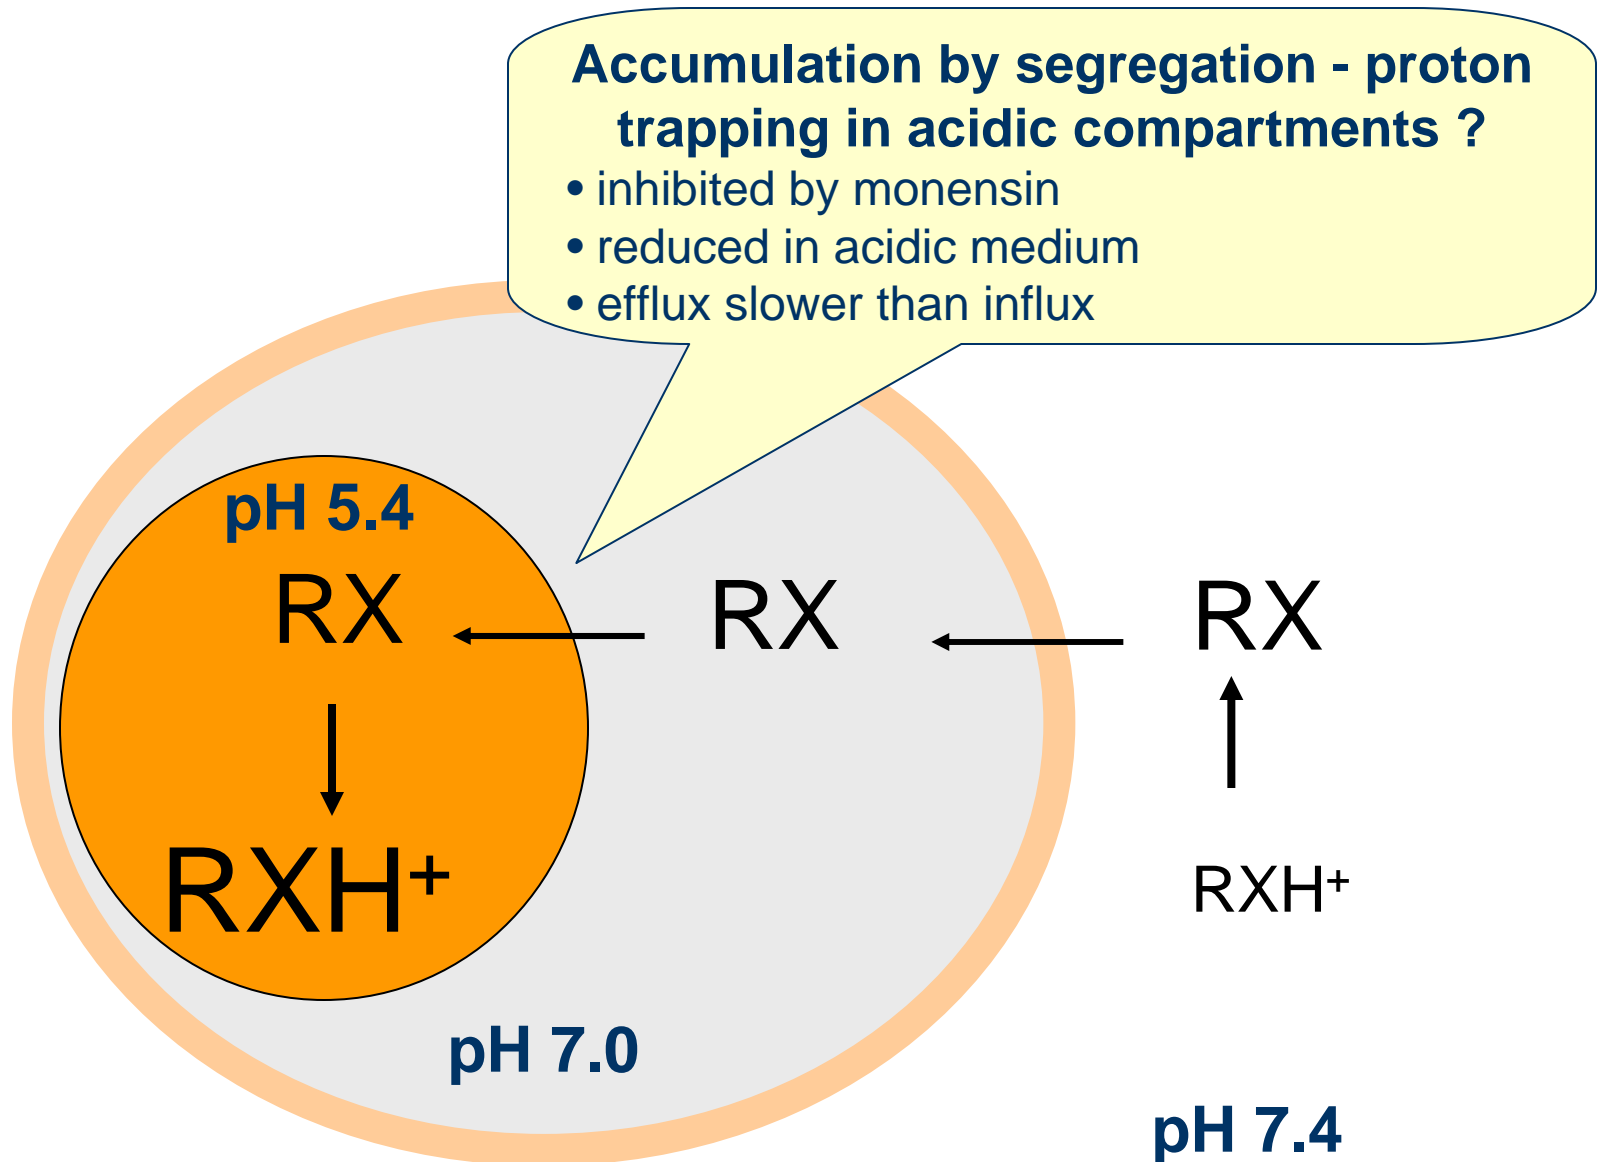 Accumulation by segregation - proton
trapping in acidic compartments ?
• inhibited by monensin
• reduced in acidic medium
• efflux slower than influx
pH 5.4
RX
RX
RX
RXH⁺
RXH⁺
pH 7.0
pH 7.4